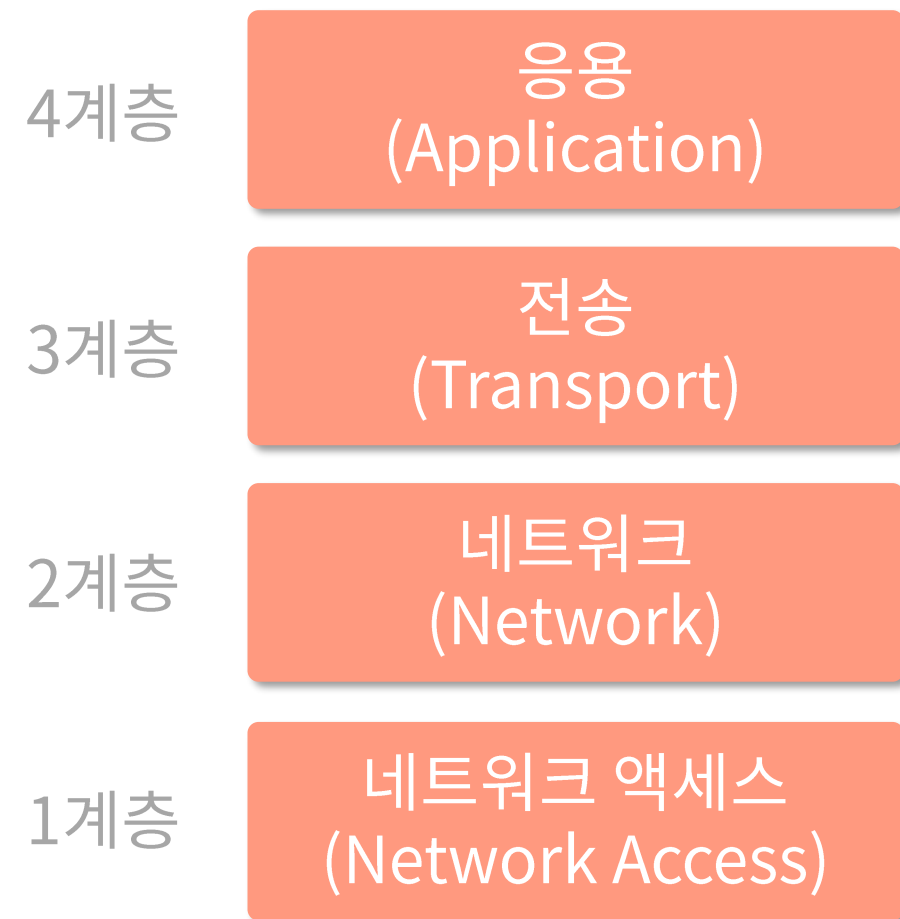 4계층
응용
(Application)
3계층
전송
(Transport)
2계층
네트워크
(Network)
1계층
네트워크 액세스
(Network Access)